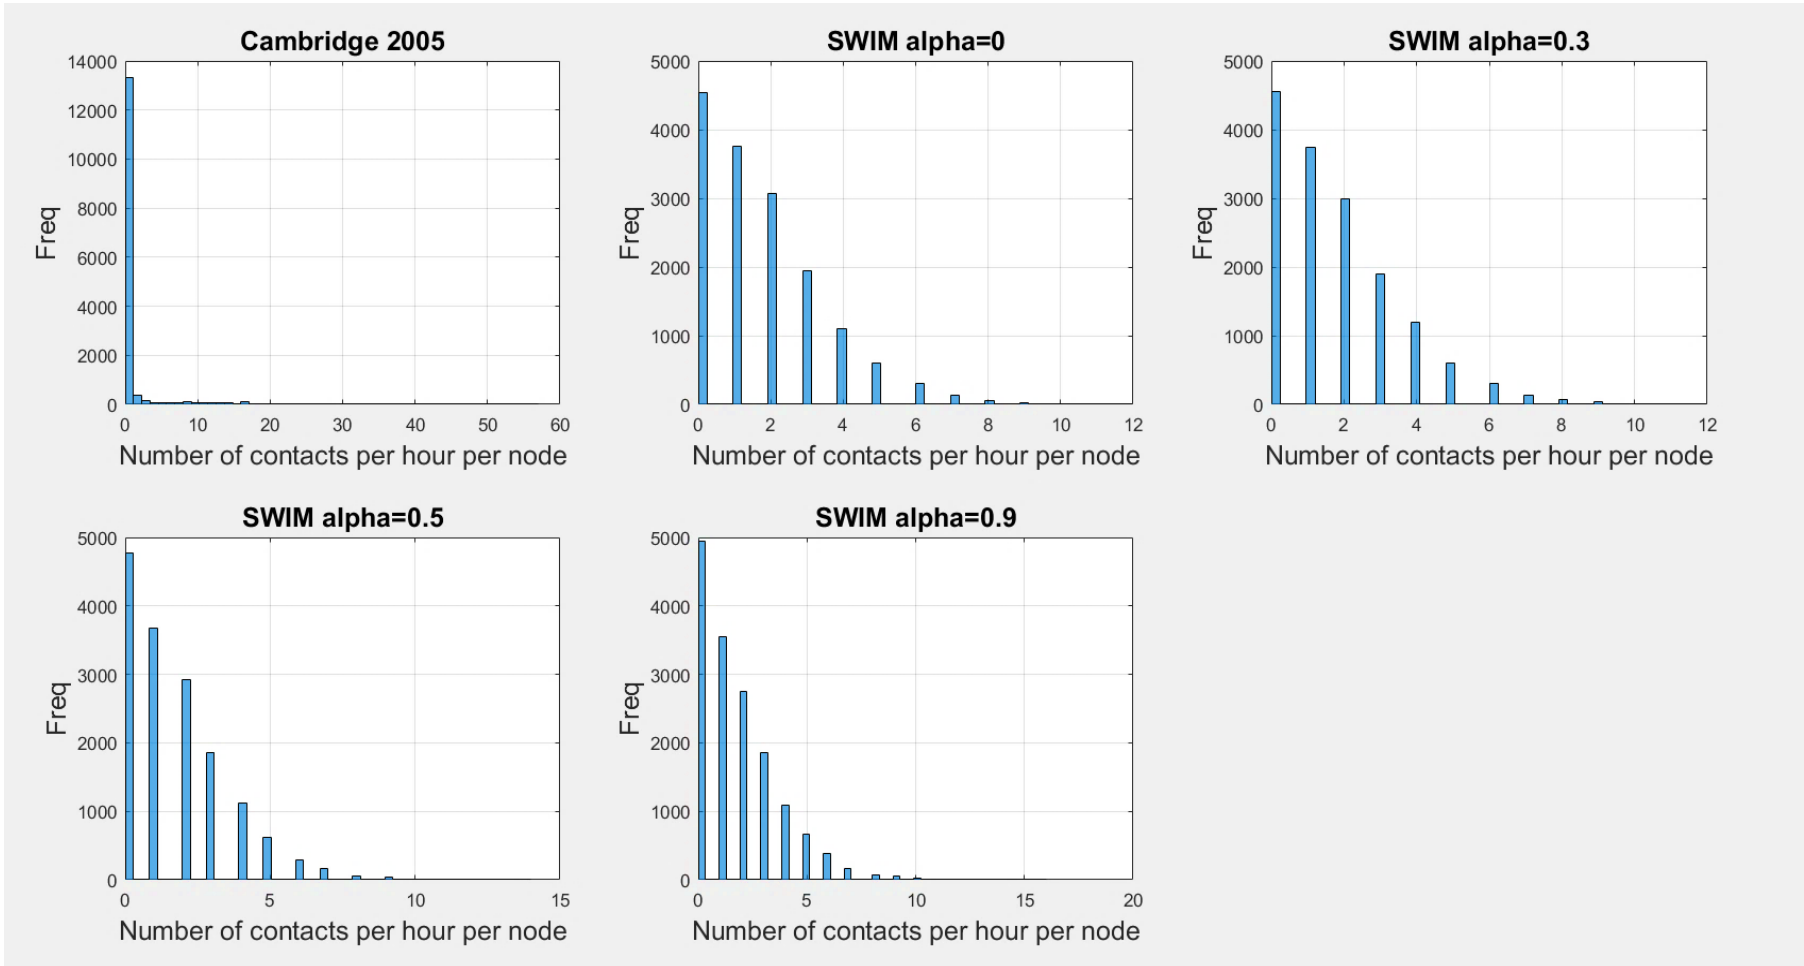 Cambridge 2005
14000
12000
10000
8000
6000
4000
2000
0
Freq
0 10 20 30 40 50 60
Number of contacts per hour per node
SWIM alpha=0
5000
4000
3000
2000
1000
0
Freq
0 2 4 6 8 10 12
Number of contacts per hour per node
SWIM alpha=0.3
5000
4000
3000
2000
1000
0
Freq
0 2 4 6 8 10 12
Number of contacts per hour per node
SWIM alpha=0.5
5000
4000
3000
2000
1000
0
Freq
0 5 10 15
Number of contacts per hour per node
SWIM alpha=0.9
5000
4000
3000
2000
1000
0
Freq
0 5 10 15 20
Number of contacts per hour per node